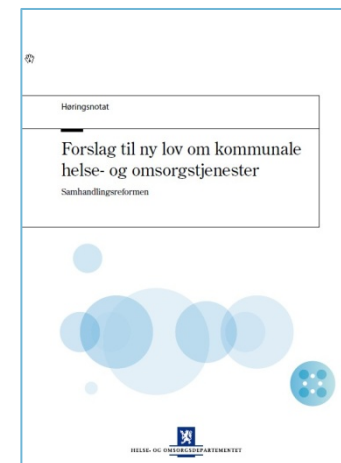 Høringsnotat
Forslag til ny lov om kommunale
helse- og omsorgstjenester
Samhandlingsreformen
HELSE- OG OMSORGSDEPARTEMENTET